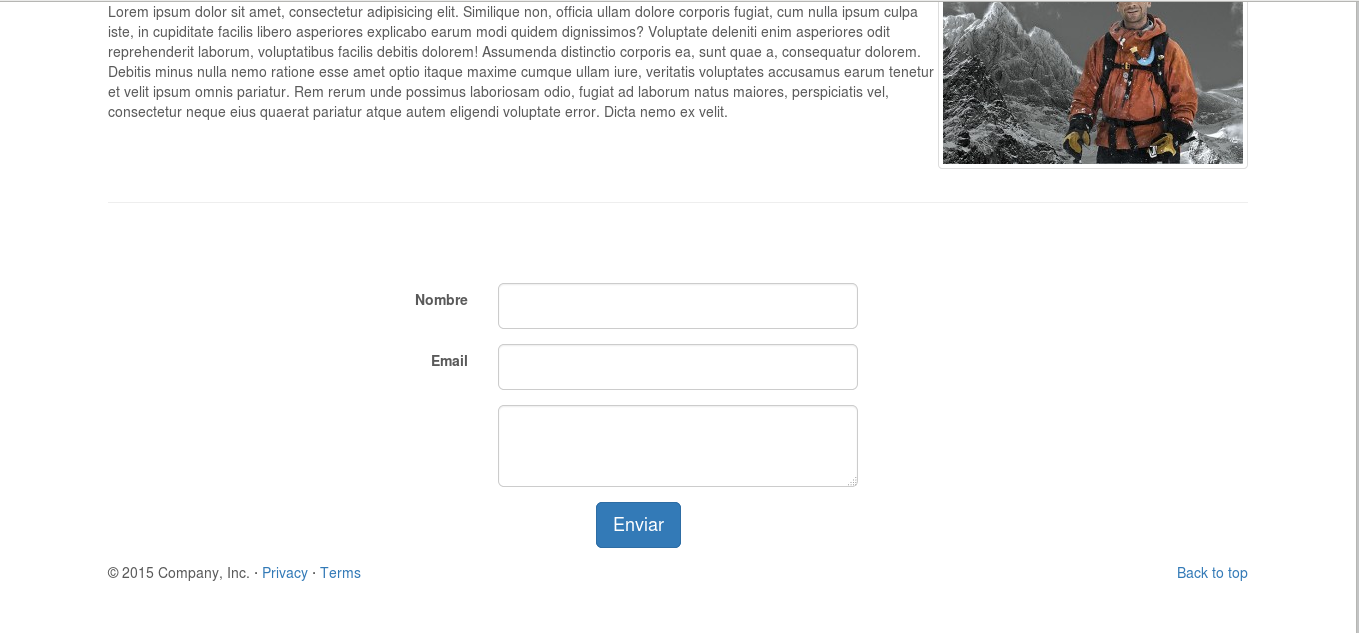 Lorem ipsum dolor sit amet, consectetur adipisicing elit. Similique non, officia ullam dolore corporis fugiat, cum nulla ipsum culpa
iste, in cupiditate facilis libero asperiores explicabo earum modi quidem dignissimos? Voluptate deleniti enim asperiores odit
reprehenderit laborum, voluptatibus facilis debitis dolorem! Assumenda distinctio corporis ea, sunt quae a, consequatur dolorem.
Debitis minus nulla nemo ratione esse amet optio itaque maxime cumque ullam iure, veritatis voluptates accusamus earum tenetur
et velit ipsum omnis pariatur. Rem rerum unde possimus laboriosam odio, fugiat ad laborum natus maiores, perspiciatis vel,
consectetur neque eius quaerat pariatur atque autem eligendi voluptate error. Dicta nemo ex velit.
Nombre
Email
Enviar
© 2015 Company, Inc. · Privacy · Terms
Back to top